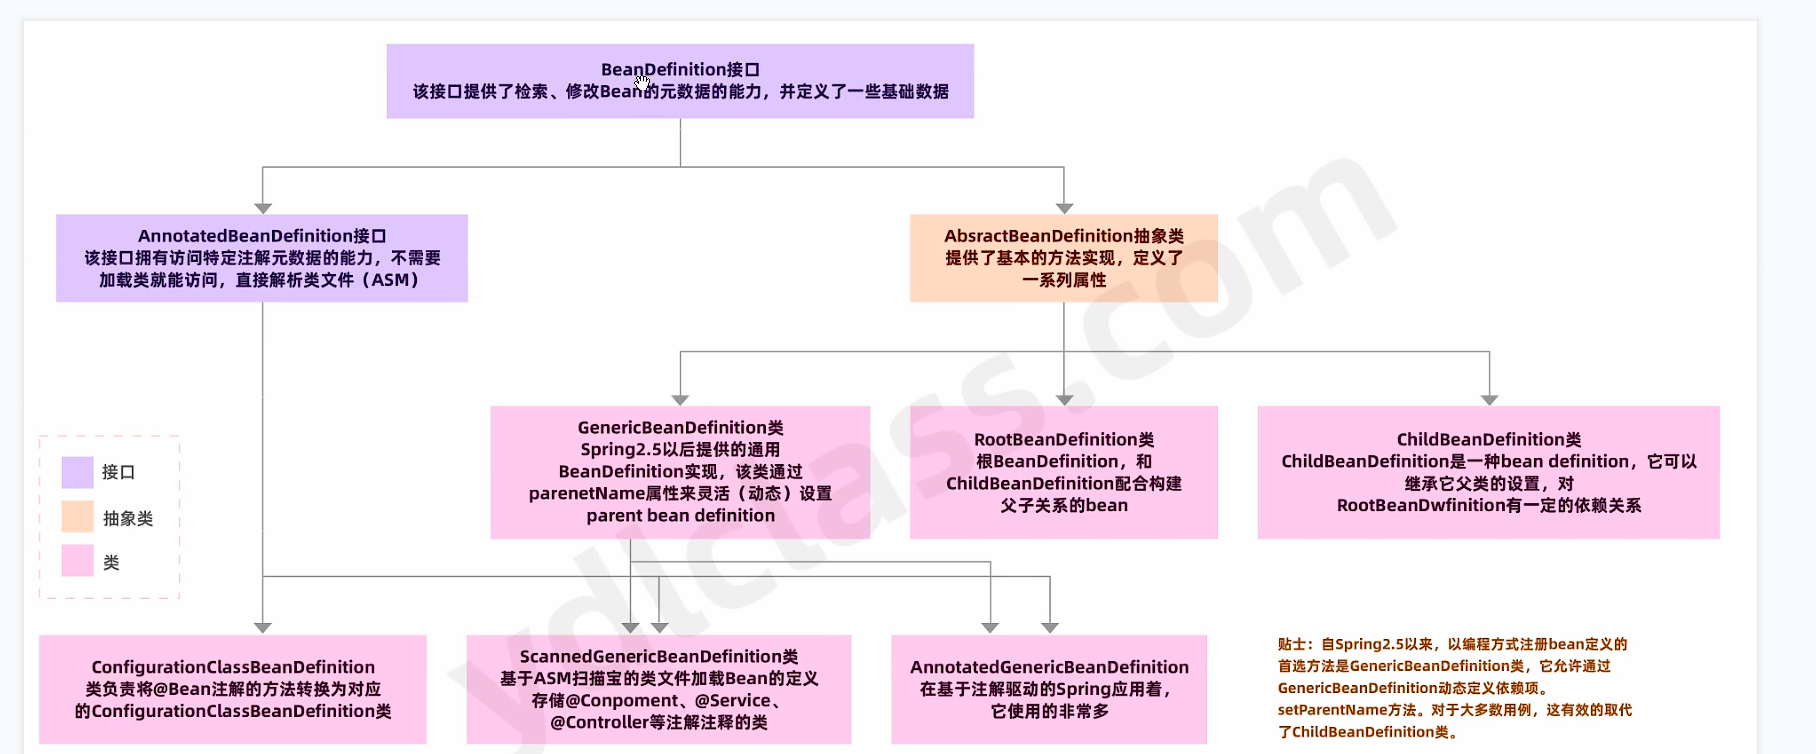 BeanDefinition接口
该接口提供了检索、修改Bean的元数据的能力，并定义了一些基础数据
AnnotatedBeanDefinition接口
该接口拥有访问特定注解元数据的能力，不需要
加载类就能访问，直接解析类文件（ASM）
AbsractBeanDefinition抽象类
提供了基本的方法实现，定义了
一系列属性
GenericBeanDefinition类
Spring2.5以后提供的通用
BeanDefinition实现，该类通过
parenetName属性来灵活（动态）设置
parent bean definition
RootBeanDefinition类
根BeanDefinition，和
ChildBeanDefinition配合构建
父子关系的bean
ChildBeanDefinition类
ChildBeanDefinition是一种bean definition，它可以
继承它父类的设置，对
RootBeanDwfinition有一定的依赖关系
接口
抽象类
类
ConfigurationClassBeanDefinition
类负责将@Bean注解的方法转换为对应
的ConfigurationClassBeanDefinition类
ScannedGenericBeanDefinition类
基于ASM扫描宝的类文件加载Bean的定义
存储@Conpoment、@Service、
@Controller等注解注释的类
AnnotatedGenericBeanDefinition
在基于注解驱动的Spring应用着，
它使用的非常多
贴士：自Spring2.5以来，以编程方式注册bean定义的
首选方法是GenericBeanDefinition类，它允许通过
GenericBeanDefinition动态定义依赖项。
setParentName方法。对于大多数用例，这有效的取代
了ChildBeanDefinition类。
ydlclass.com